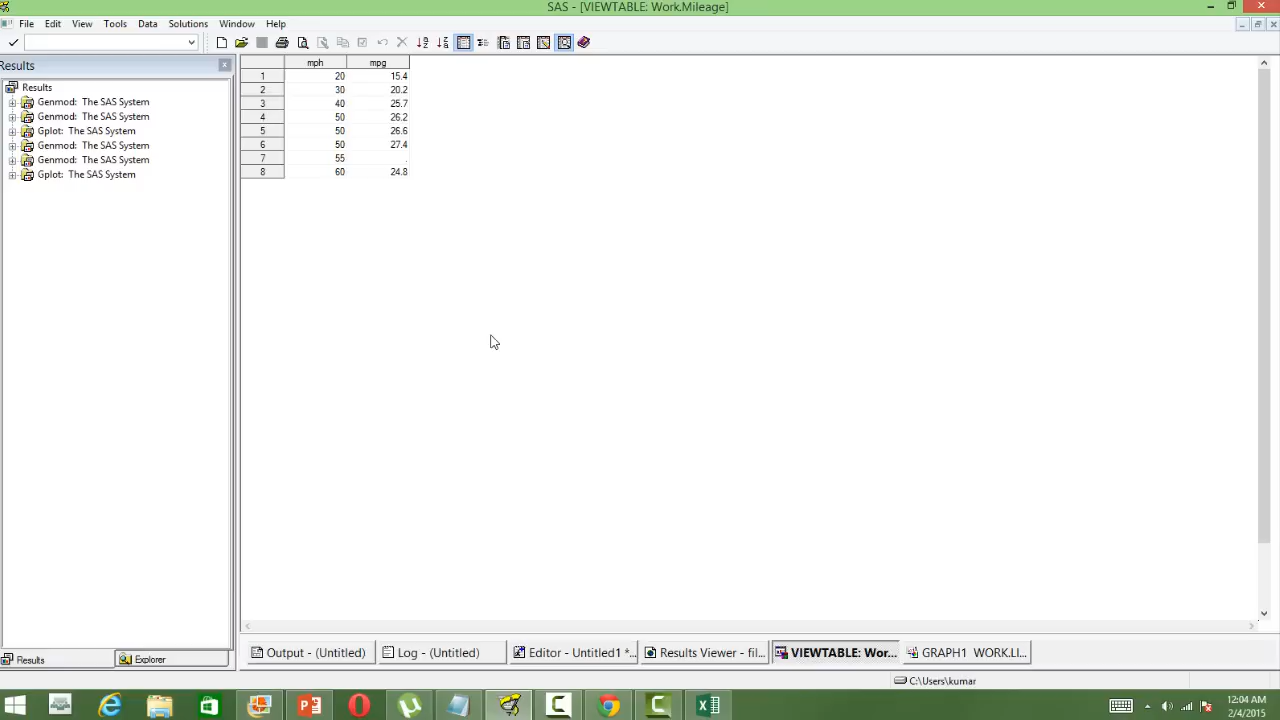 SAS - [VIEWTABLE: Work.Mileage]
File Edit View Tools Data Solutions Window Help
Results
Results
Genmod: The SAS System
Genmod: The SAS System
Gplot: The SAS System
Genmod: The SAS System
Genmod: The SAS System
Gplot: The SAS System
mph mpg
1 20 15.4
2 30 20.2
3 40 25.7
4 50 26.2
5 50 26.6
6 50 27.4
7 55 .
8 60 24.8
Results Explorer
Output - (Untitled) Log - (Untitled) Editor - Untitled1 *... Results Viewer - fil... VIEWTABLE: Wor... GRAPH1 WORK.LI...
C:\Users\kumar
12:04 AM
2/4/2015